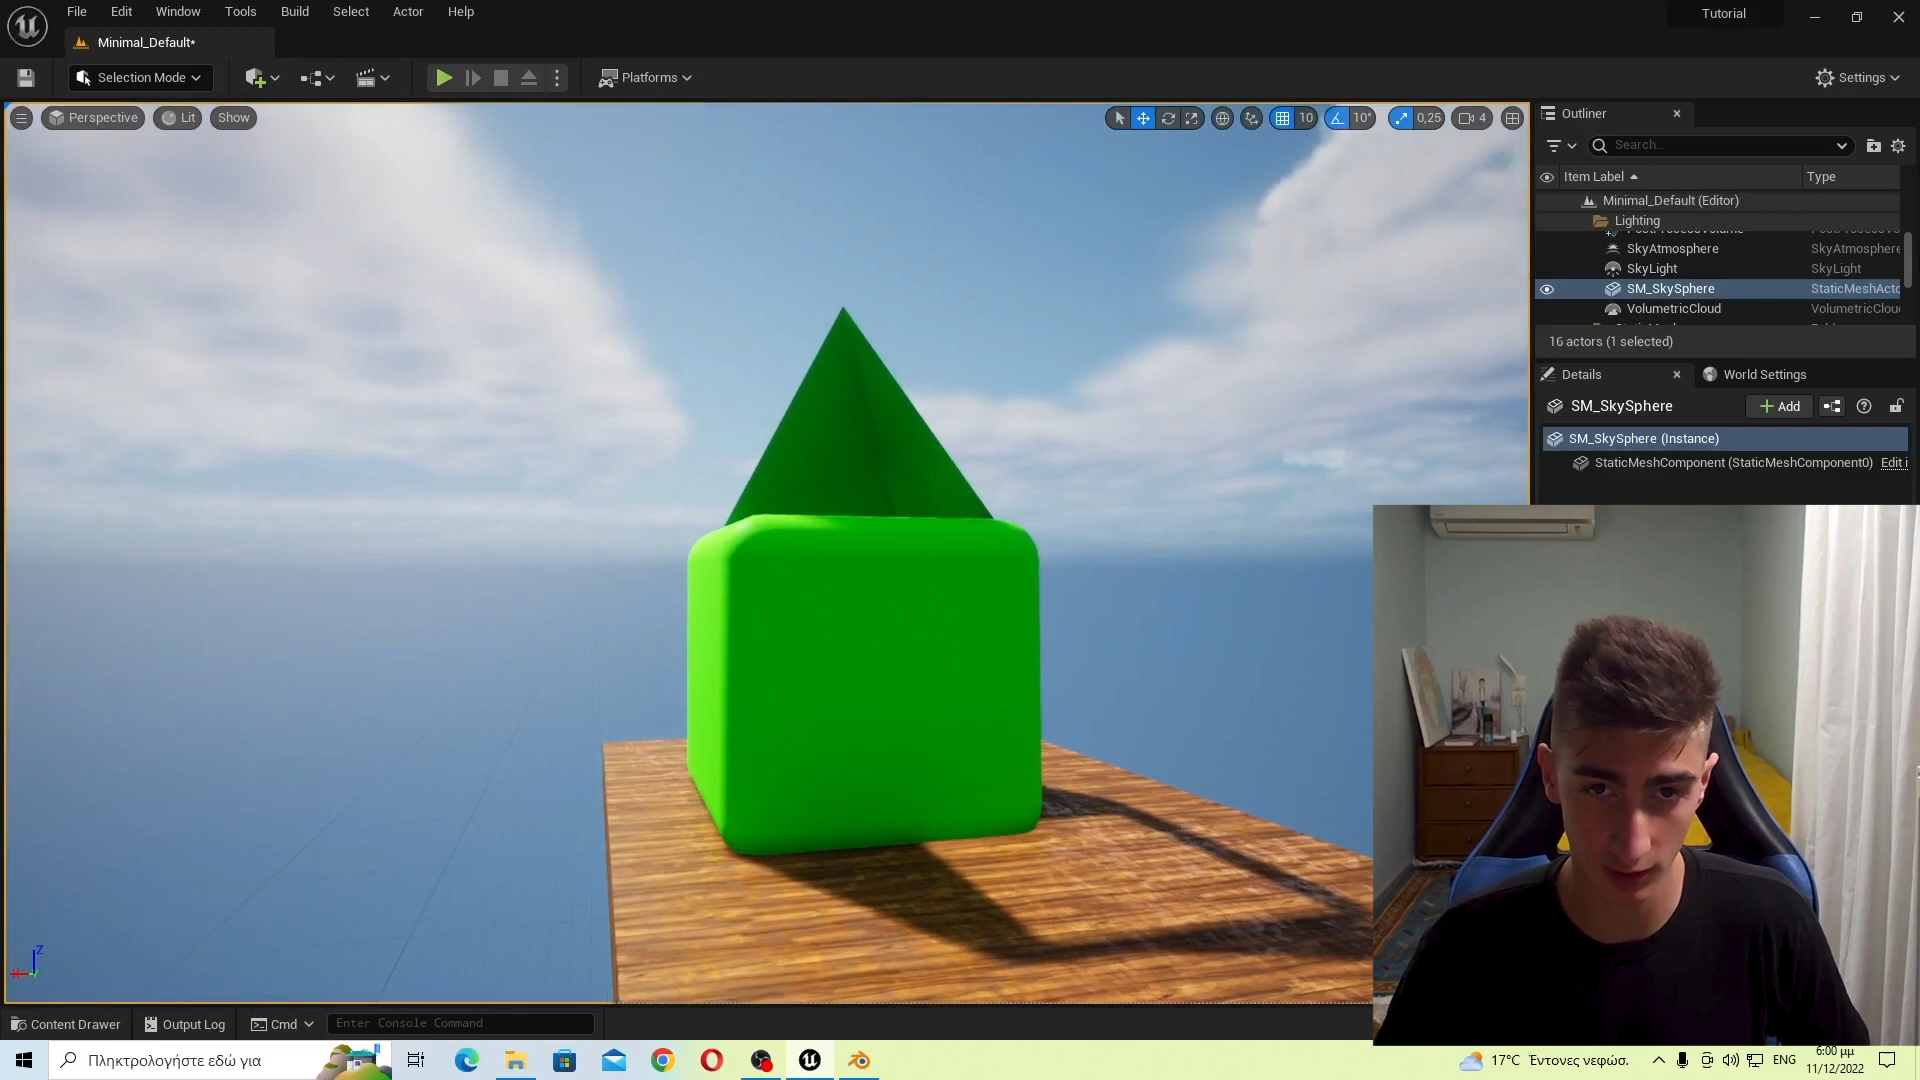 File Edit Window Tools Build Select Actor Help
Tutorial
Minimal_Default*
Selection Mode
Platforms
Settings
Perspective Lit Show
10 10° 0,25 4
Outliner
Search...
Item Label Type
Minimal_Default (Editor)
Lighting
SkyAtmosphere SkyAtmosphere
SkyLight SkyLight
SM_SkySphere StaticMeshActo
VolumetricCloud VolumetricClou
16 actors (1 selected)
Details World Settings
SM_SkySphere Add
SM_SkySphere (Instance)
StaticMeshComponent (StaticMeshComponent0) Edit i
Z
X
Content Drawer Output Log Cmd Enter Console Command
Πληκτρολογήστε εδώ για
17°C Έντονες νεφώσ. ENG
6:00 μμ
11/12/2022